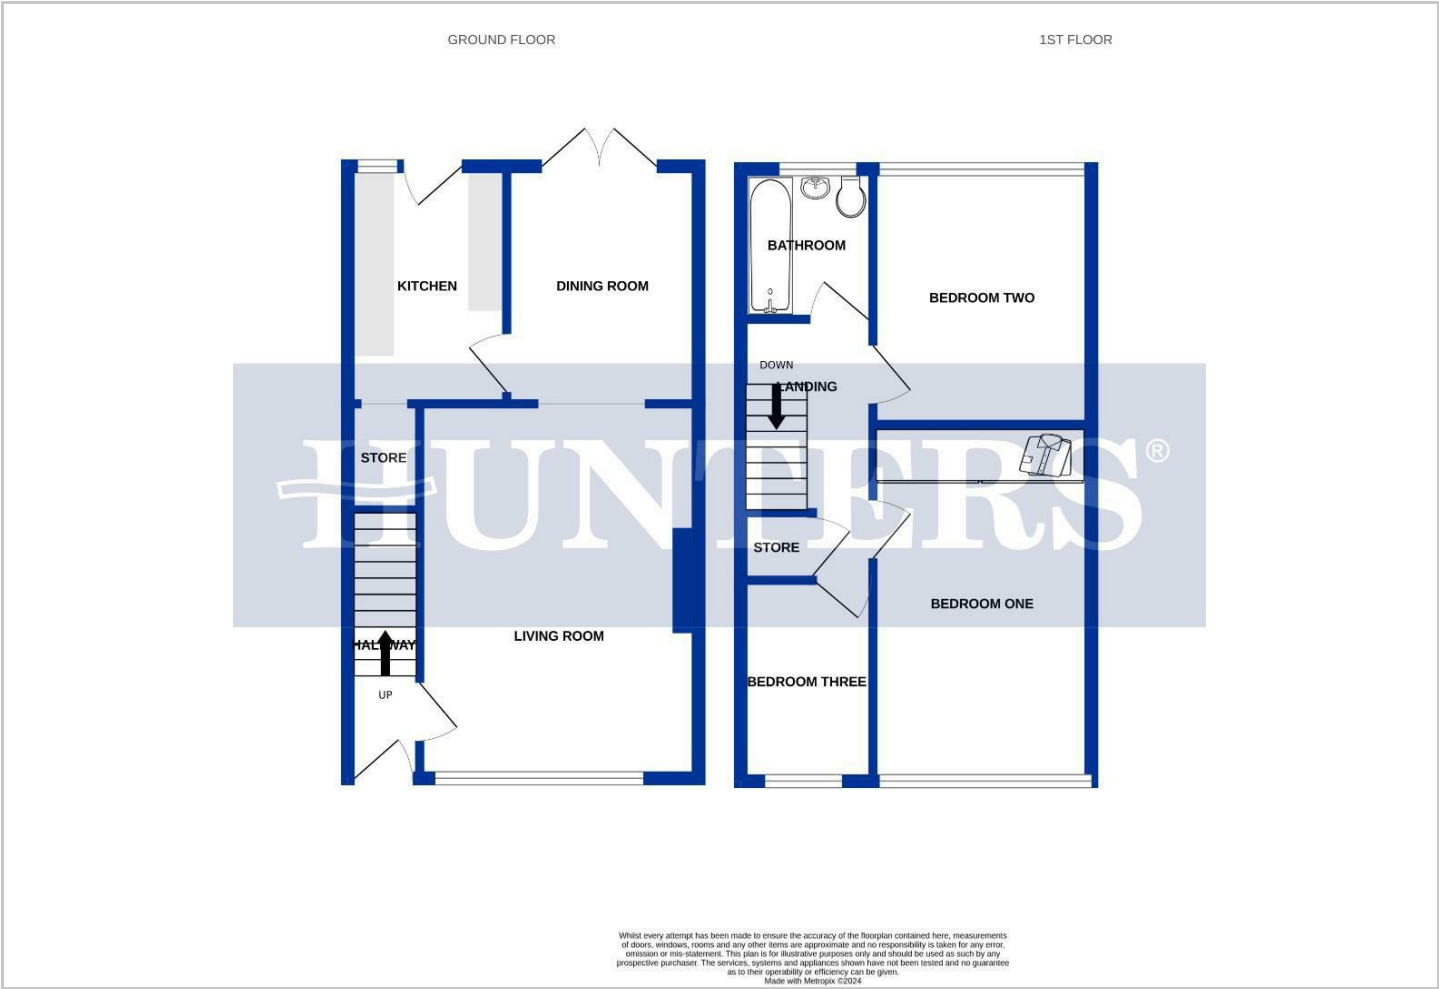 GROUND FLOOR
1ST FLOOR
KITCHEN
DINING ROOM
STORE
HALLWAY
UP
LIVING ROOM
BATHROOM
BEDROOM TWO
DOWN
LANDING
STORE
BEDROOM ONE
BEDROOM THREE
HUNTERS®
Whilst every attempt has been made to ensure the accuracy of the floorplan contained here, measurements
of doors, windows, rooms and any other items are approximate and no responsibility is taken for any error,
omission or mis-statement. This plan is for illustrative purposes only and should be used as such by any
prospective purchaser. The services, systems and appliances shown have not been tested and no guarantee
as to their operability or efficiency can be given.
Made with Metropix ©2024